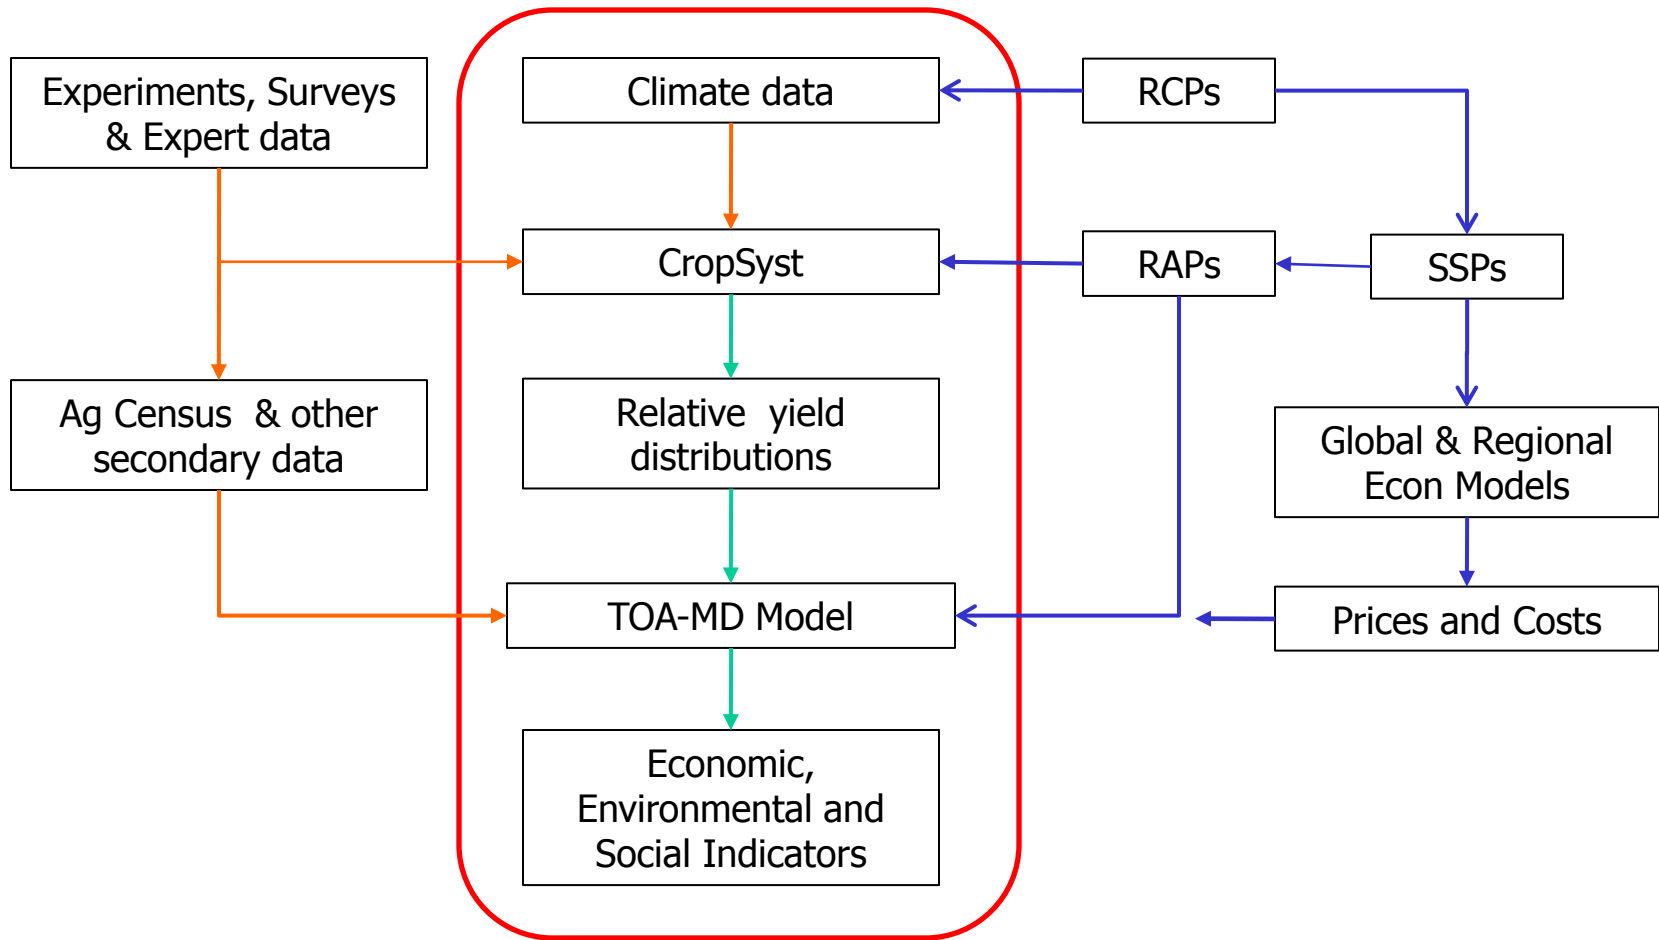 Experiments, Surveys
& Expert data
Climate data
RCPs
CropSyst
RAPs
SSPs
Ag Census & other
secondary data
Relative yield
distributions
Global & Regional
Econ Models
TOA-MD Model
Prices and Costs
Economic,
Environmental and
Social Indicators